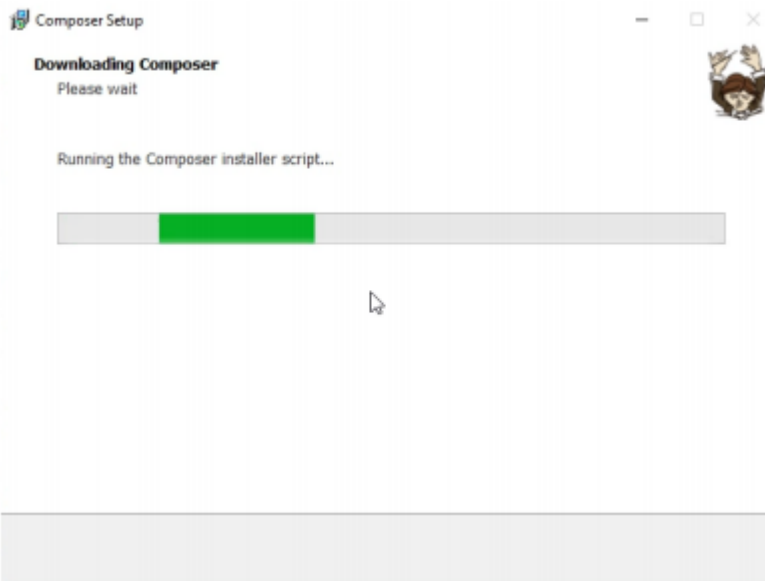 Composer Setup
Downloading Composer
Please wait
Running the Composer installer script...